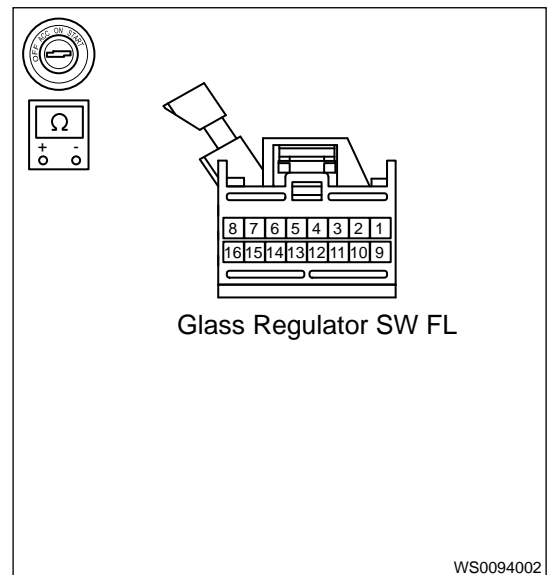 OFF ACC ON START
Ω
+ -
8 7 6 5 4 3 2 1
16 15 14 13 12 11 10 9
Glass Regulator SW FL
WS0094002